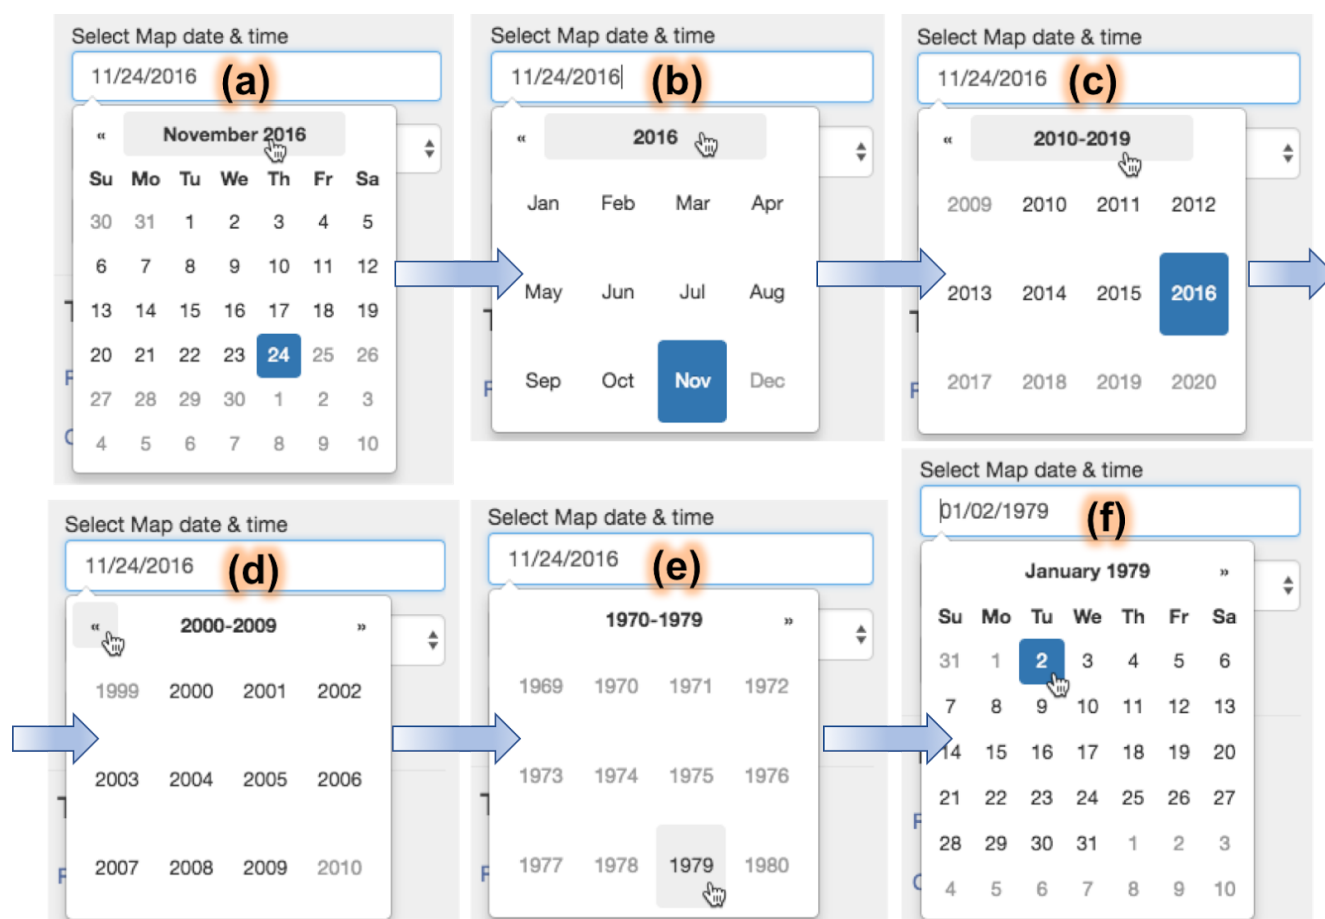 Select Map date & time
11/24/2016 (a)
« November 2016
Su Mo Tu We Th Fr Sa
30 31 1 2 3 4 5
6 7 8 9 10 11 12
13 14 15 16 17 18 19
20 21 22 23 24 25 26
27 28 29 30 1 2 3
4 5 6 7 8 9 10
Select Map date & time
11/24/2016 (b)
« 2016
Jan Feb Mar Apr
May Jun Jul Aug
Sep Oct Nov Dec
Select Map date & time
11/24/2016 (c)
« 2010-2019
2009 2010 2011 2012
2013 2014 2015 2016
2017 2018 2019 2020
Select Map date & time
11/24/2016 (d)
« 2000-2009 »
1999 2000 2001 2002
2003 2004 2005 2006
2007 2008 2009 2010
Select Map date & time
11/24/2016 (e)
1970-1979 »
1969 1970 1971 1972
1973 1974 1975 1976
1977 1978 1979 1980
Select Map date & time
01/02/1979 (f)
January 1979 »
Su Mo Tu We Th Fr Sa
31 1 2 3 4 5 6
7 8 9 10 11 12 13
14 15 16 17 18 19 20
21 22 23 24 25 26 27
28 29 30 31 1 2 3
4 5 6 7 8 9 10